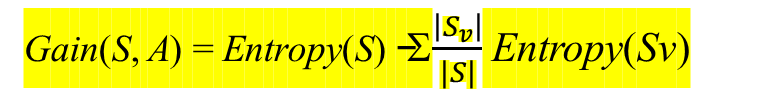 Gain(S, A) = Entropy(S) -Σ|Sᵥ|/|S| Entropy(Sv)